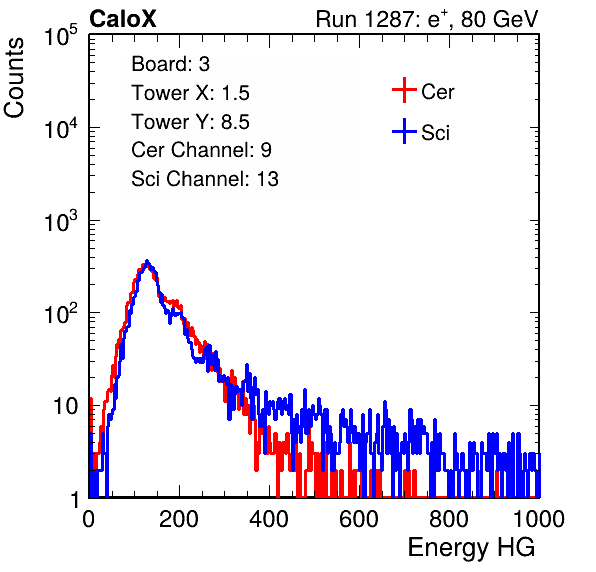 CaloX Run 1287: e⁺, 80 GeV
Counts
Board: 3
Tower X: 1.5
Tower Y: 8.5
Cer Channel: 9
Sci Channel: 13
Cer
Sci
10⁵
10⁴
10³
10²
10
1
0 200 400 600 800 1000
Energy HG